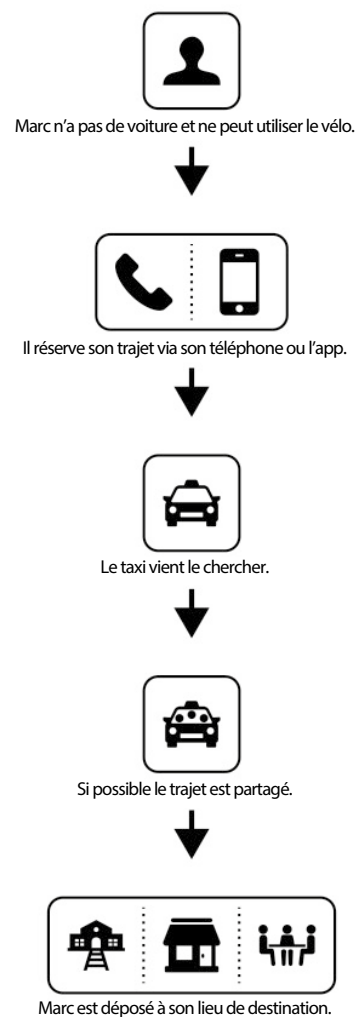 Marc n'a pas de voiture et ne peut utiliser le vélo.
Il réserve son trajet via son téléphone ou l'app.
Le taxi vient le chercher.
Si possible le trajet est partagé.
Marc est déposé à son lieu de destination.